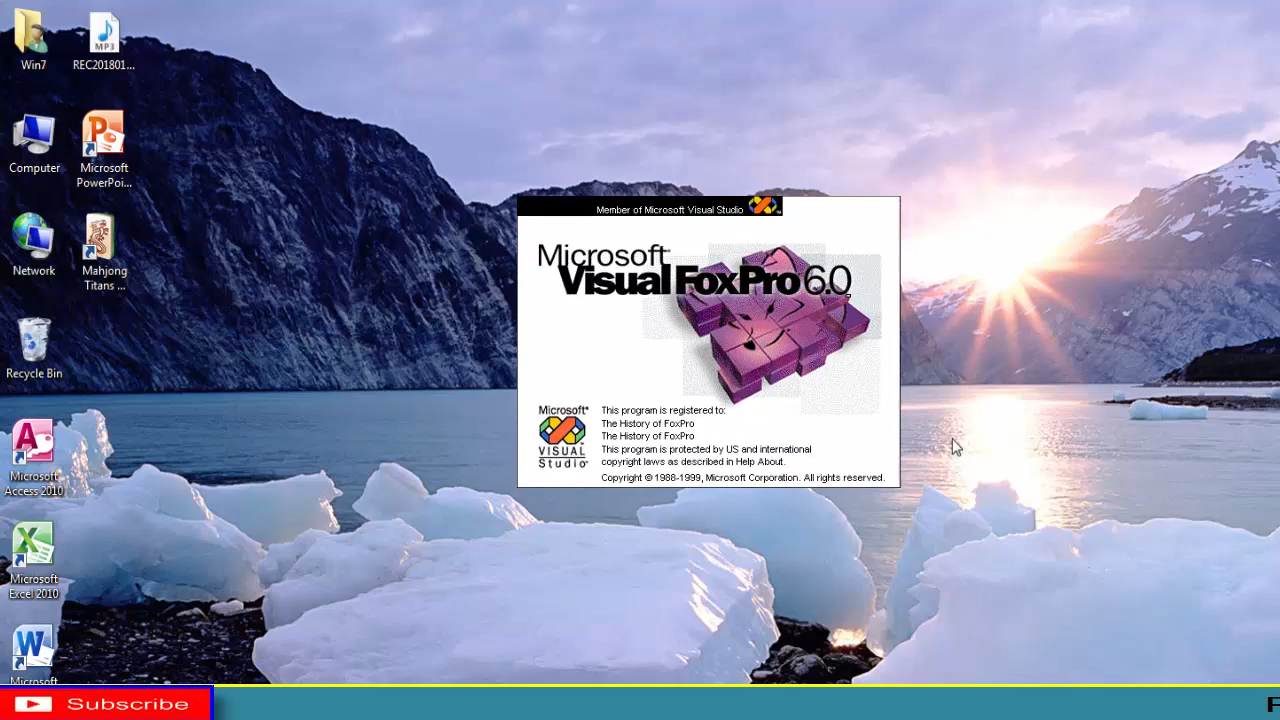 Win7
REC201801...
Computer
Microsoft
PowerPoi...
Network
Mahjong
Titans ...
Recycle Bin
Microsoft
Access 2010
Microsoft
Excel 2010
Microsoft
Member of Microsoft Visual Studio
Microsoft
Visual FoxPro 6.0
Microsoft®
VISUAL
Studio
This program is registered to:
The History of FoxPro
The History of FoxPro
This program is protected by US and international
copyright laws as described in Help About.
Copyright © 1988-1999, Microsoft Corporation. All rights reserved.
MP3
Subscribe